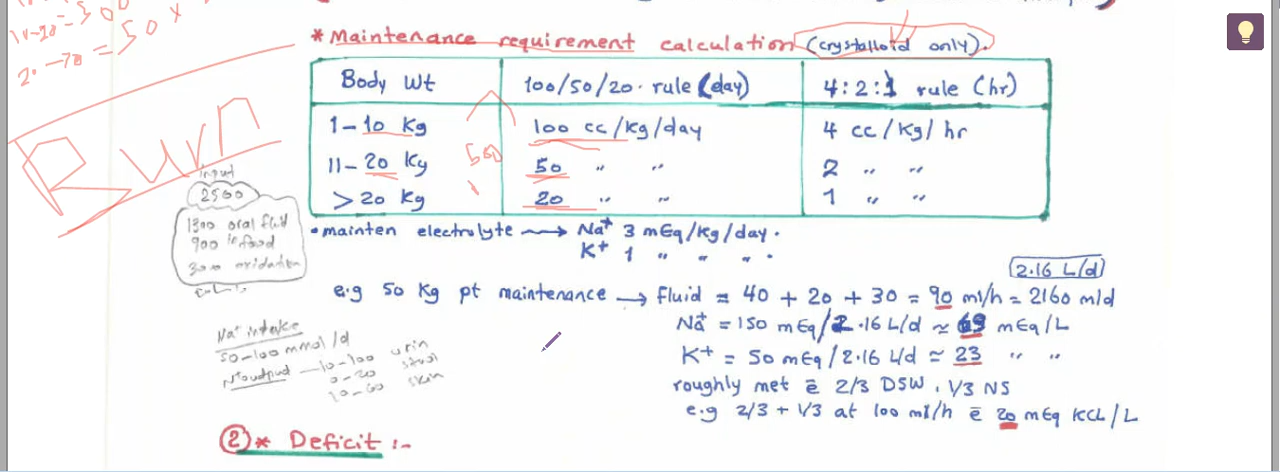 = 500
20 - 70 = 50 x
Burn
* Maintenance requirement calculation (crystalloid only).
Body Wt 100/50/20. rule (day) 4:2:1 rule (hr)
1-10 Kg 100 cc/kg/day 4 cc/Kg/hr
11-20 Kg 50 " " 2 " "
>20 Kg 20 " " 1 " "
500
• mainten electrolyte → Na+ 3 mEq/Kg/day.
K+ 1 " " " .
input
2500
1300 oral fluid
900 in food
300 oxidation
2.16 L/d
e.g 50 Kg pt maintenance → Fluid = 40 + 20 + 30 = 90 ml/h = 2160 m/d
Na+ = 150 mEq/2.16 L/d ≈ 69 mEq/L
K+ = 50 mEq/2.16 L/d ≈ 23 " "
roughly met ē 2/3 D5W, 1/3 NS
e.g 2/3 + 1/3 at 100 ml/h ē 20 mEq KCL/L
Na+ intake
50-100 mmol/d
N+ output — 10-100 urin
0-20 stool
10-60 skin
2 * Deficit :-